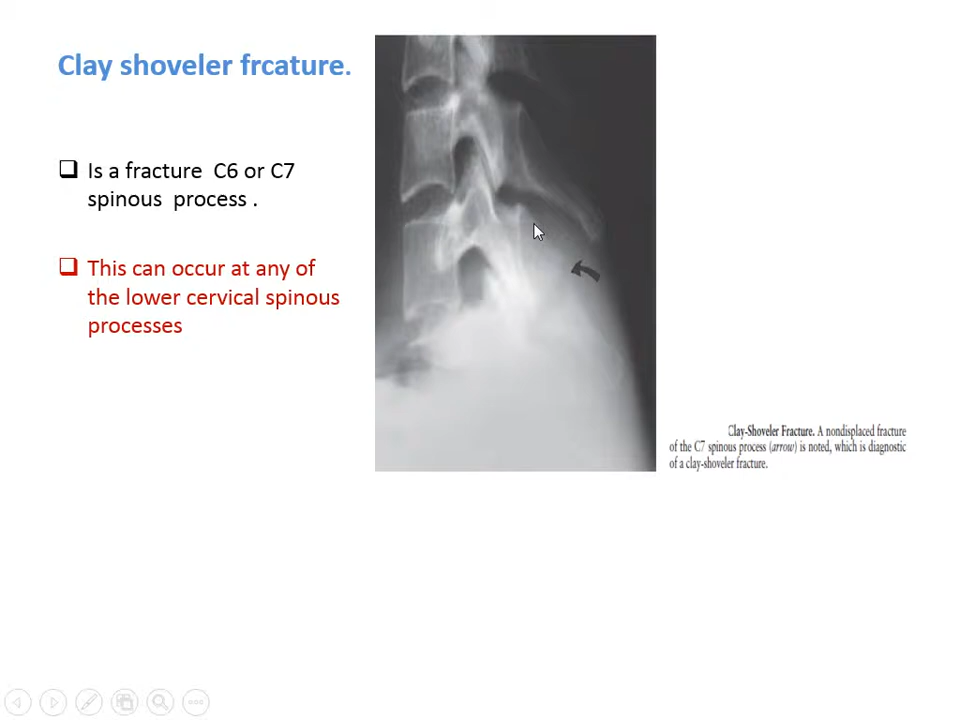 Clay shoveler frcature.
Is a fracture C6 or C7
spinous process .
This can occur at any of
the lower cervical spinous
processes
Clay-Shoveler Fracture. A nondisplaced fracture
of the C7 spinous process (arrow) is noted, which is diagnostic
of a clay-shoveler fracture.